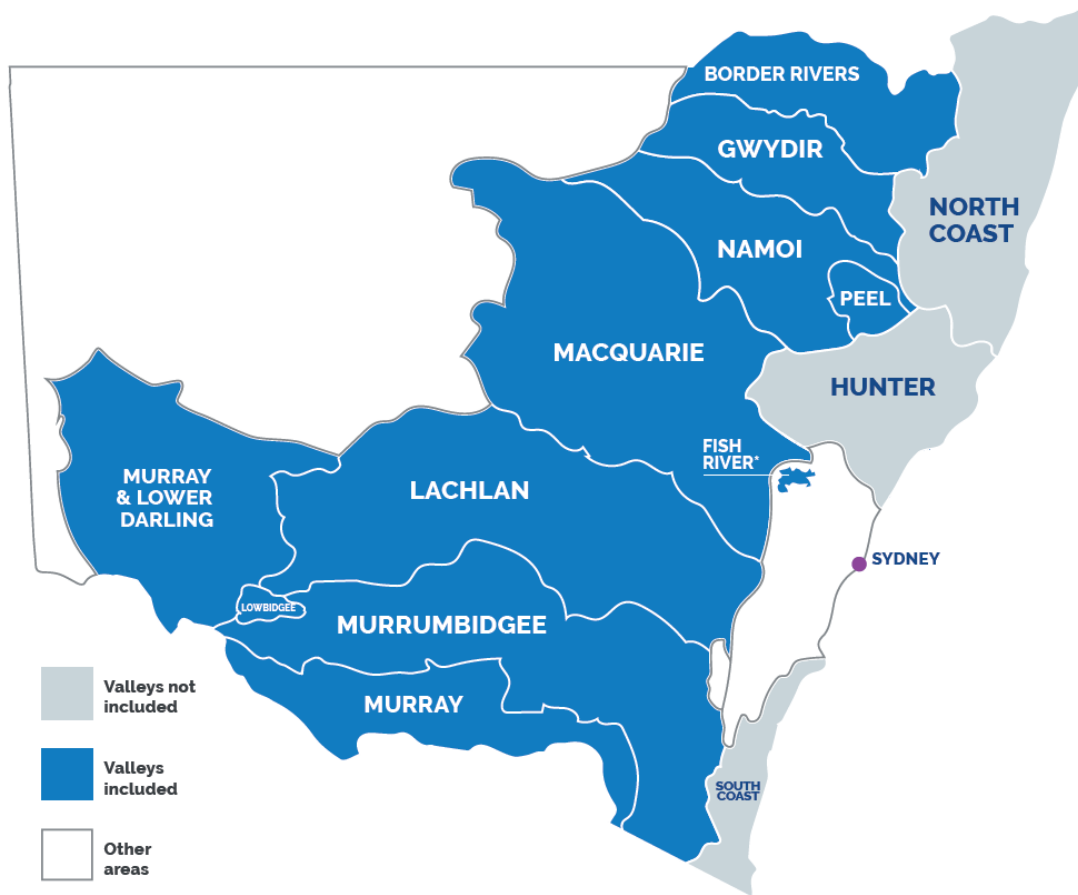 BORDER RIVERS
GWYDIR
NORTH
COAST
NAMOI
PEEL
MACQUARIE
HUNTER
FISH
RIVER*
MURRAY
& LOWER
DARLING
LACHLAN
SYDNEY
LOWBIDGEE
MURRUMBIDGEE
MURRAY
SOUTH
COAST
Valleys not
included
Valleys
included
Other
areas